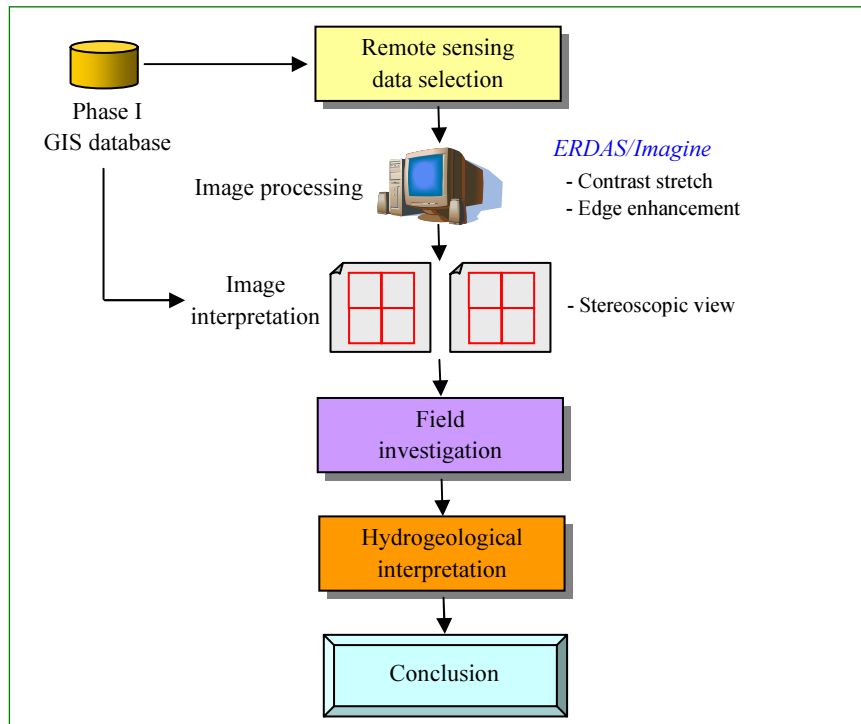 Remote sensing
data selection
Phase I
GIS database
ERDAS/Imagine
Image processing
- Contrast stretch
- Edge enhancement
Image
interpretation
- Stereoscopic view
Field
investigation
Hydrogeological
interpretation
Conclusion